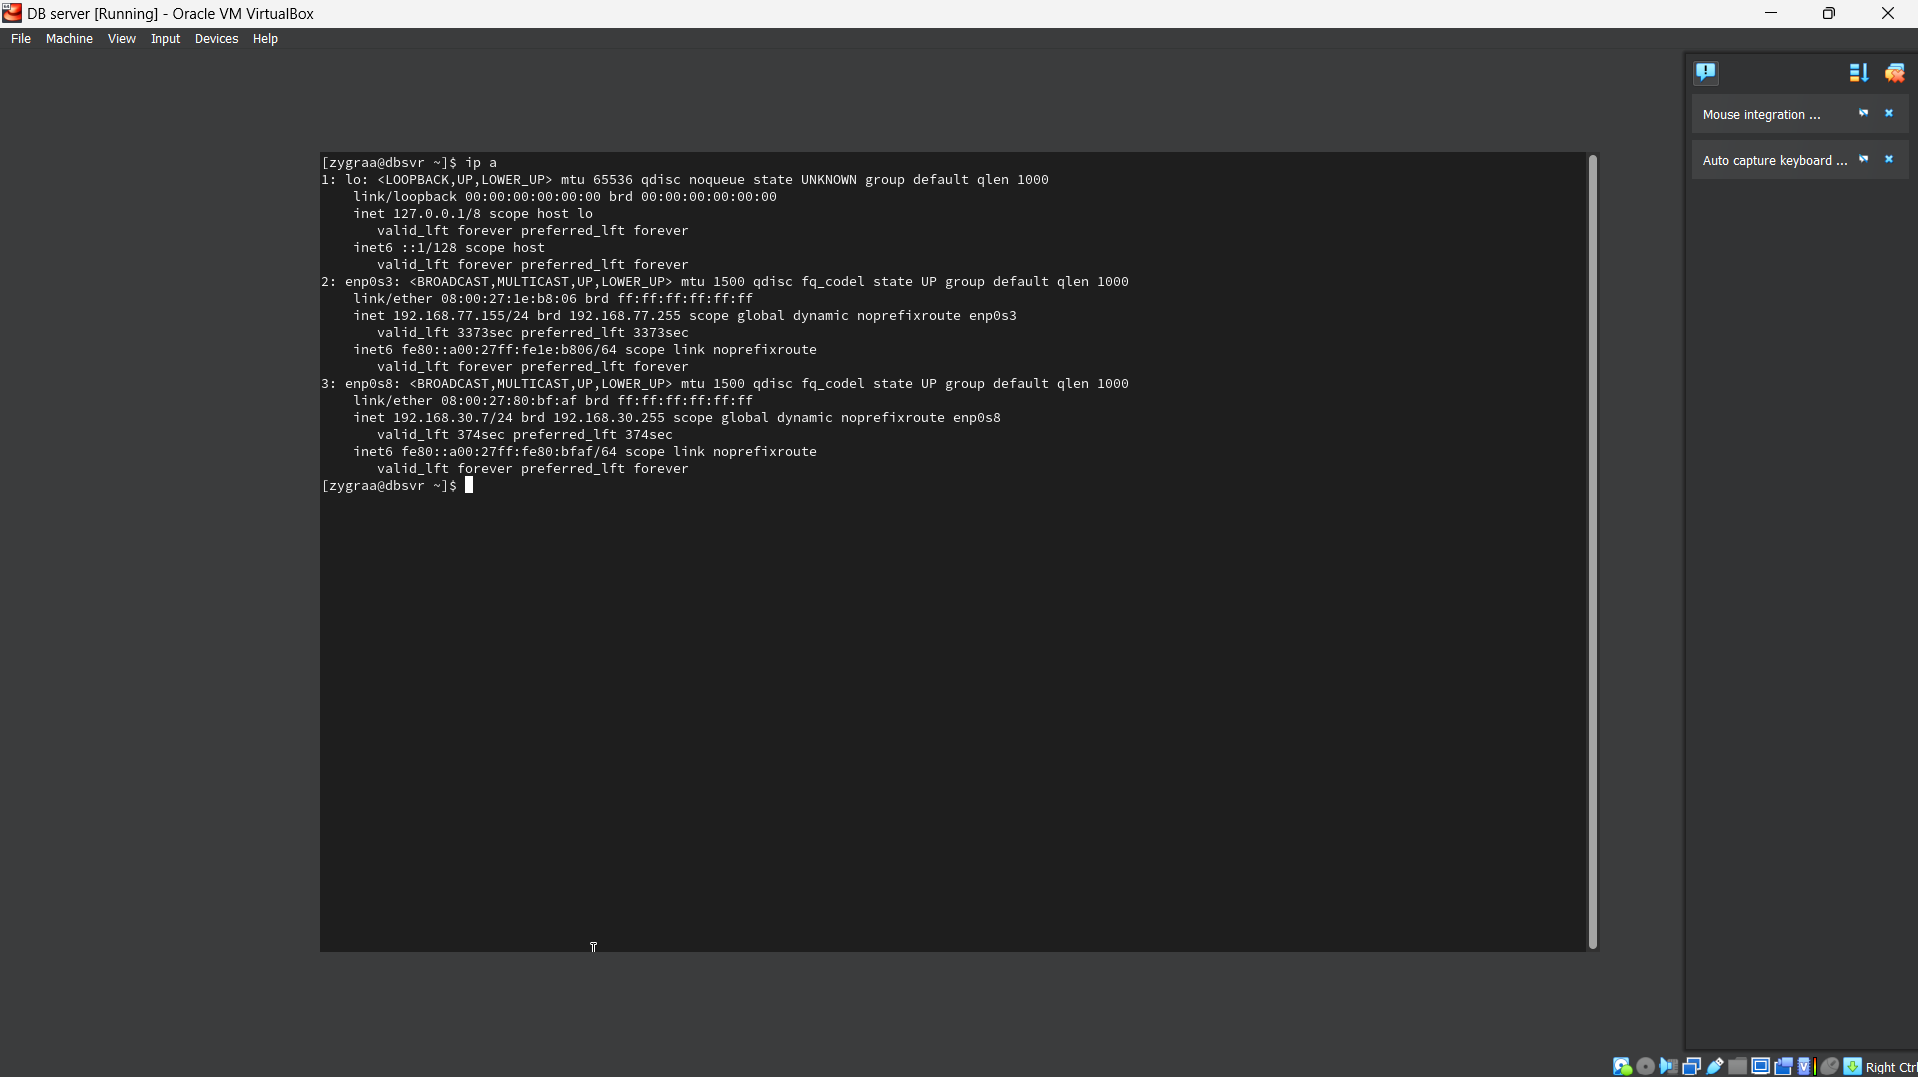 DB server [Running] - Oracle VM VirtualBox
File Machine View Input Devices Help
Mouse integration ...
Auto capture keyboard ...
[zygraa@dbsvr ~]$ ip a
1: lo: <LOOPBACK,UP,LOWER_UP> mtu 65536 qdisc noqueue state UNKNOWN group default qlen 1000
    link/loopback 00:00:00:00:00:00 brd 00:00:00:00:00:00
    inet 127.0.0.1/8 scope host lo
       valid_lft forever preferred_lft forever
    inet6 ::1/128 scope host
       valid_lft forever preferred_lft forever
2: enp0s3: <BROADCAST,MULTICAST,UP,LOWER_UP> mtu 1500 qdisc fq_codel state UP group default qlen 1000
    link/ether 08:00:27:1e:b8:06 brd ff:ff:ff:ff:ff:ff
    inet 192.168.77.155/24 brd 192.168.77.255 scope global dynamic noprefixroute enp0s3
       valid_lft 3373sec preferred_lft 3373sec
    inet6 fe80::a00:27ff:fe1e:b806/64 scope link noprefixroute
       valid_lft forever preferred_lft forever
3: enp0s8: <BROADCAST,MULTICAST,UP,LOWER_UP> mtu 1500 qdisc fq_codel state UP group default qlen 1000
    link/ether 08:00:27:80:bf:af brd ff:ff:ff:ff:ff:ff
    inet 192.168.30.7/24 brd 192.168.30.255 scope global dynamic noprefixroute enp0s8
       valid_lft 374sec preferred_lft 374sec
    inet6 fe80::a00:27ff:fe80:bfaf/64 scope link noprefixroute
       valid_lft forever preferred_lft forever
[zygraa@dbsvr ~]$
Right Ctrl